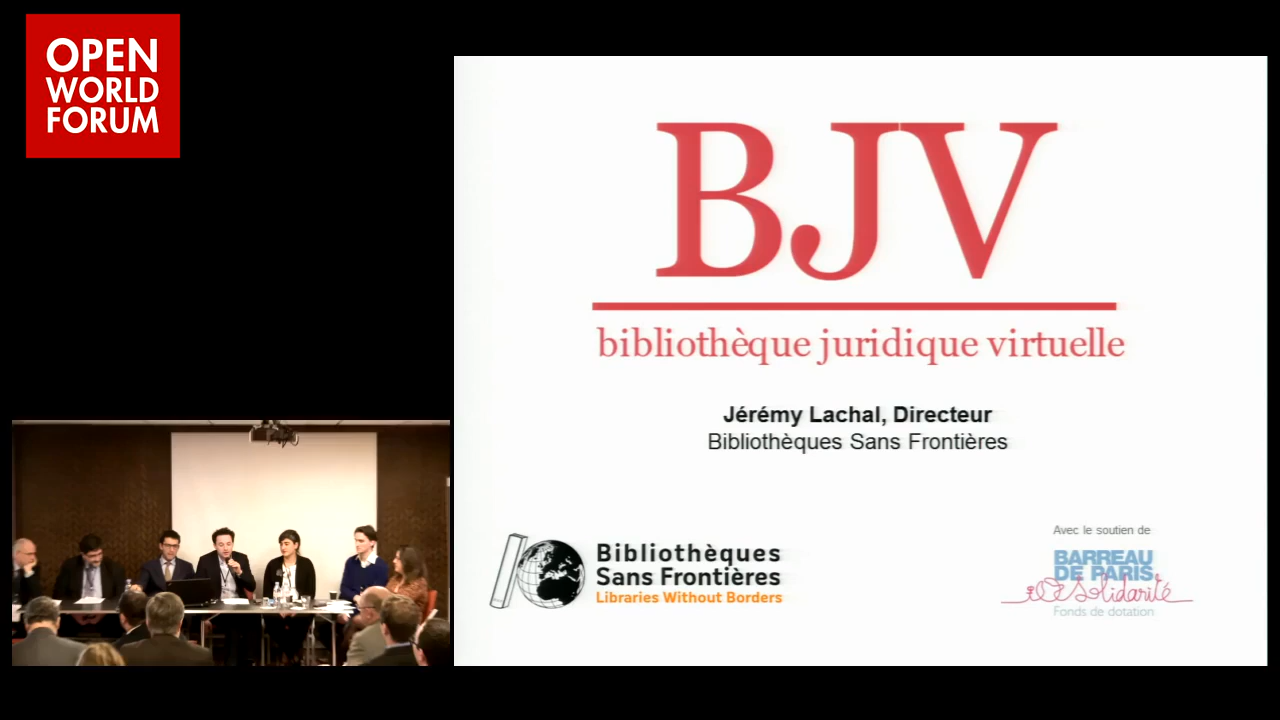 OPEN
WORLD
FORUM
BJV
bibliothèque juridique virtuelle
Jérémy Lachal, Directeur
Bibliothèques Sans Frontières
Bibliothèques
Sans Frontières
Libraries Without Borders
Avec le soutien de
BARREAU
DE PARIS
Solidarité
Fonds de dotation